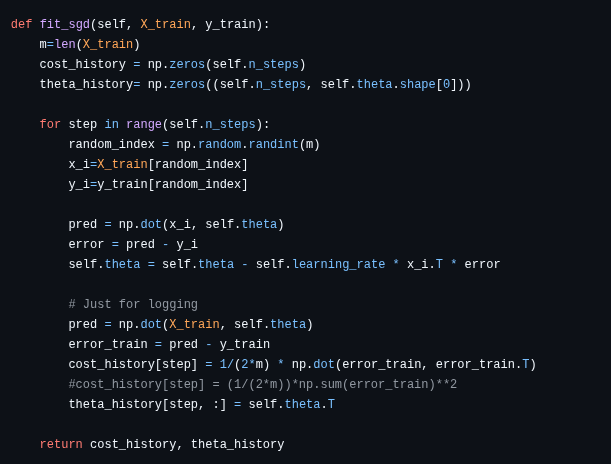 def fit_sgd(self, X_train, y_train):
    m=len(X_train)
    cost_history = np.zeros(self.n_steps)
    theta_history= np.zeros((self.n_steps, self.theta.shape[0]))
    for step in range(self.n_steps):
        random_index = np.random.randint(m)
        x_i=X_train[random_index]
        y_i=y_train[random_index]
        pred = np.dot(x_i, self.theta)
        error = pred - y_i
        self.theta = self.theta - self.learning_rate * x_i.T * error
        # Just for logging
        pred = np.dot(X_train, self.theta)
        error_train = pred - y_train
        cost_history[step] = 1/(2*m) * np.dot(error_train, error_train.T)
        #cost_history[step] = (1/(2*m))*np.sum(error_train)**2
        theta_history[step, :] = self.theta.T
    return cost_history, theta_history